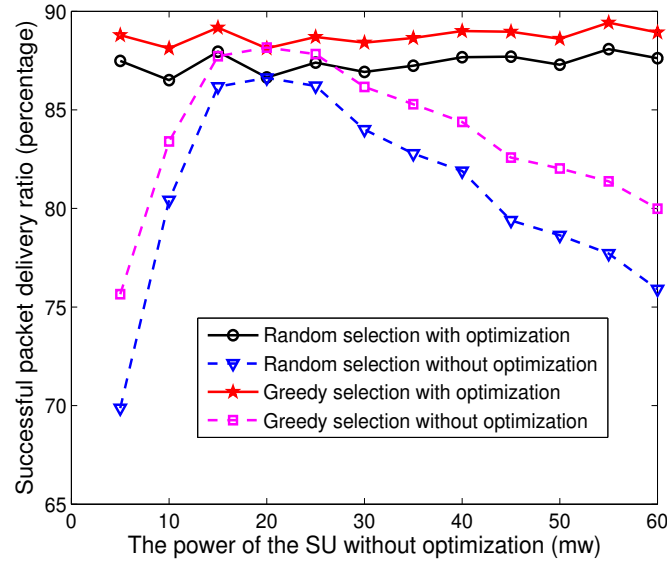 90
85
80
75
70
65
Successful packet delivery ratio (percentage)
Random selection with optimization
Random selection without optimization
Greedy selection with optimization
Greedy selection without optimization
0 10 20 30 40 50 60
The power of the SU without optimization (mw)